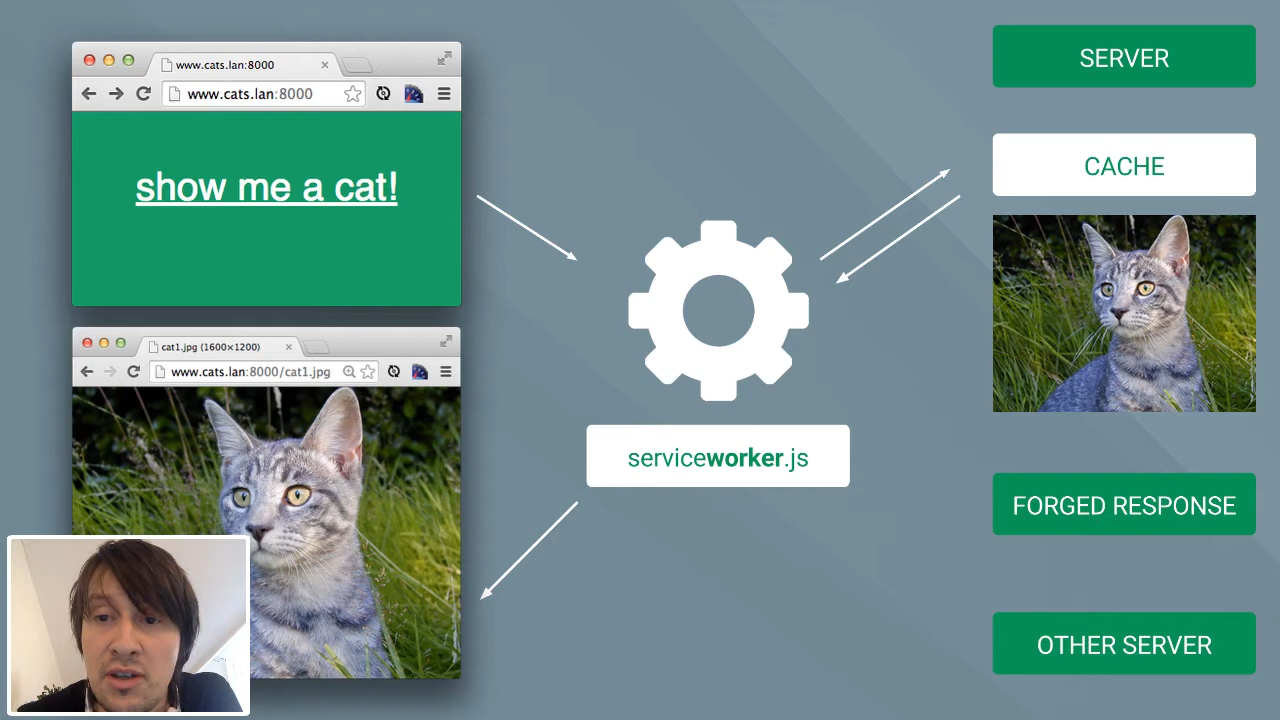 www.cats.lan:8000
www.cats.lan:8000
show me a cat!
cat1.jpg (1600×1200)
www.cats.lan:8000/cat1.jpg
serviceworker.js
SERVER
CACHE
FORGED RESPONSE
OTHER SERVER